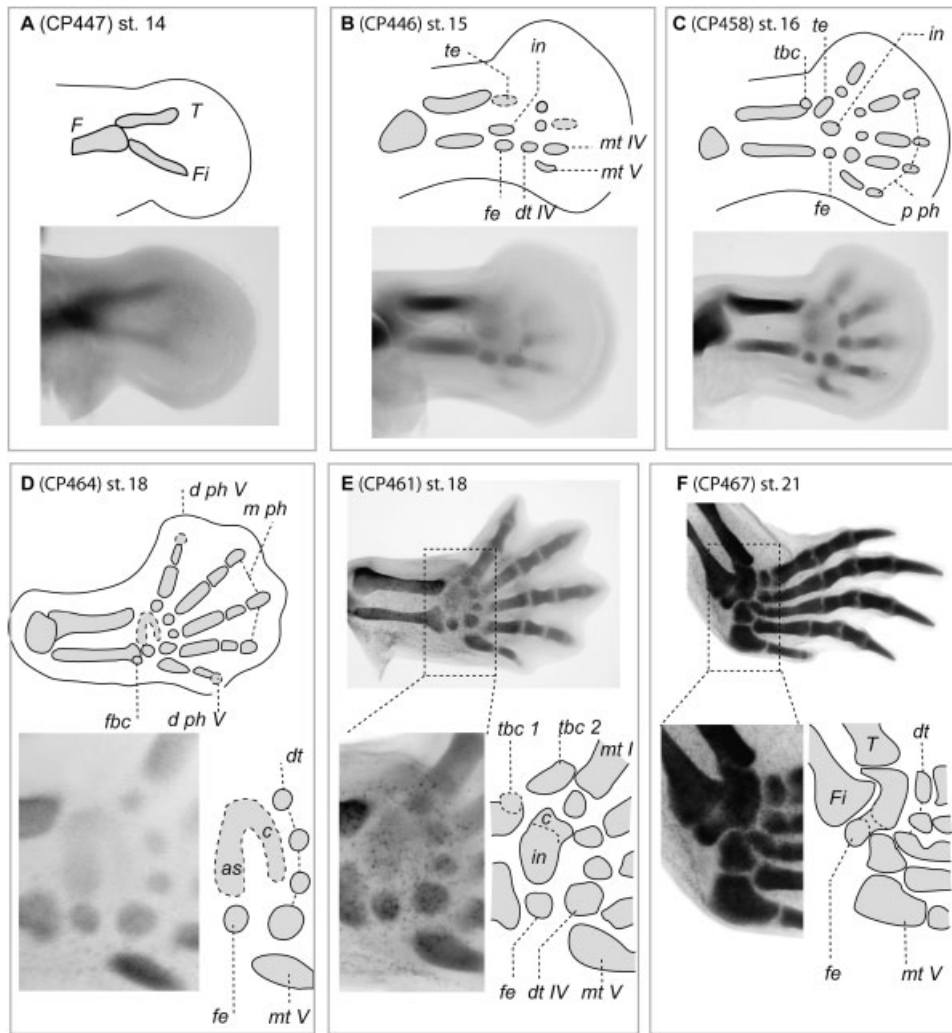 A (CP447) st. 14
F
T
Fi
B (CP446) st. 15
te
in
mt IV
mt V
fe
dt IV
C (CP458) st. 16
tbc
te
in
fe
p ph
D (CP464) st. 18
d ph V
m ph
fbc
d ph V
dt
c
as
fe
mt V
E (CP461) st. 18
tbc 1
tbc 2
mt I
c
in
fe
dt IV
mt V
F (CP467) st. 21
T
dt
Fi
fe
mt V